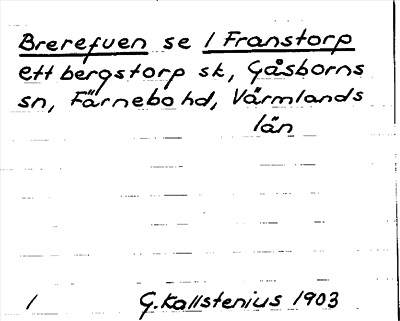 Brerefuen se 1 Franstorp
ett bergstorp sk, Gåsborns
sn, Färnebo hd, Värmlands
län
1 G. Kallstenius 1903